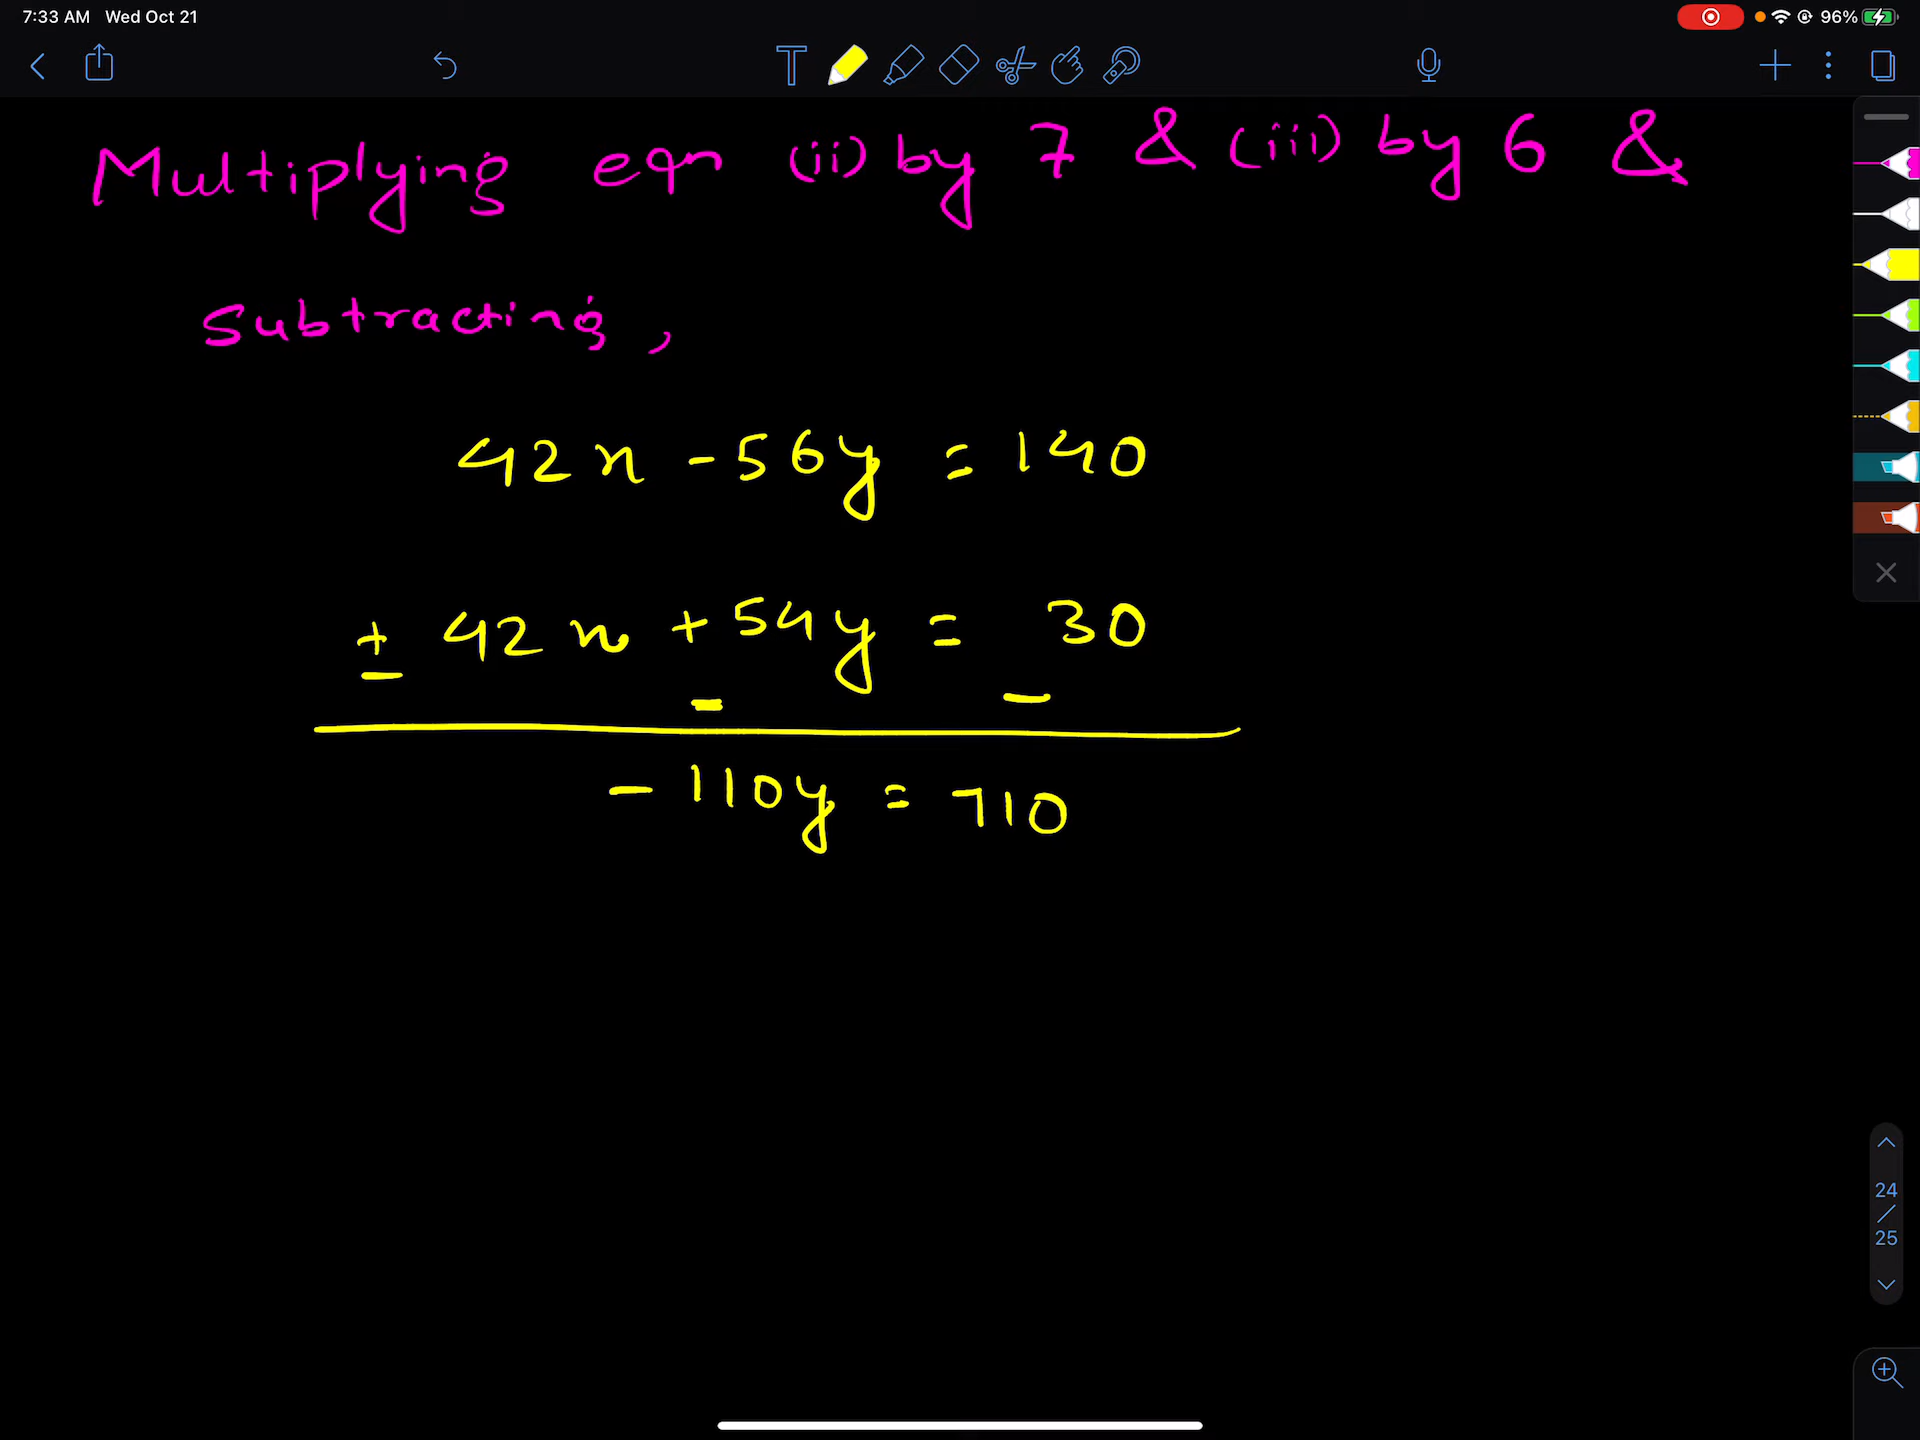 7:33 AM Wed Oct 21
96%
Multiplying eqn (ii) by 7 & (iii) by 6 &
subtracting,
42x - 56y = 140
± 42x + 54y = 30
- - 
- 110y = 710
24
/
25